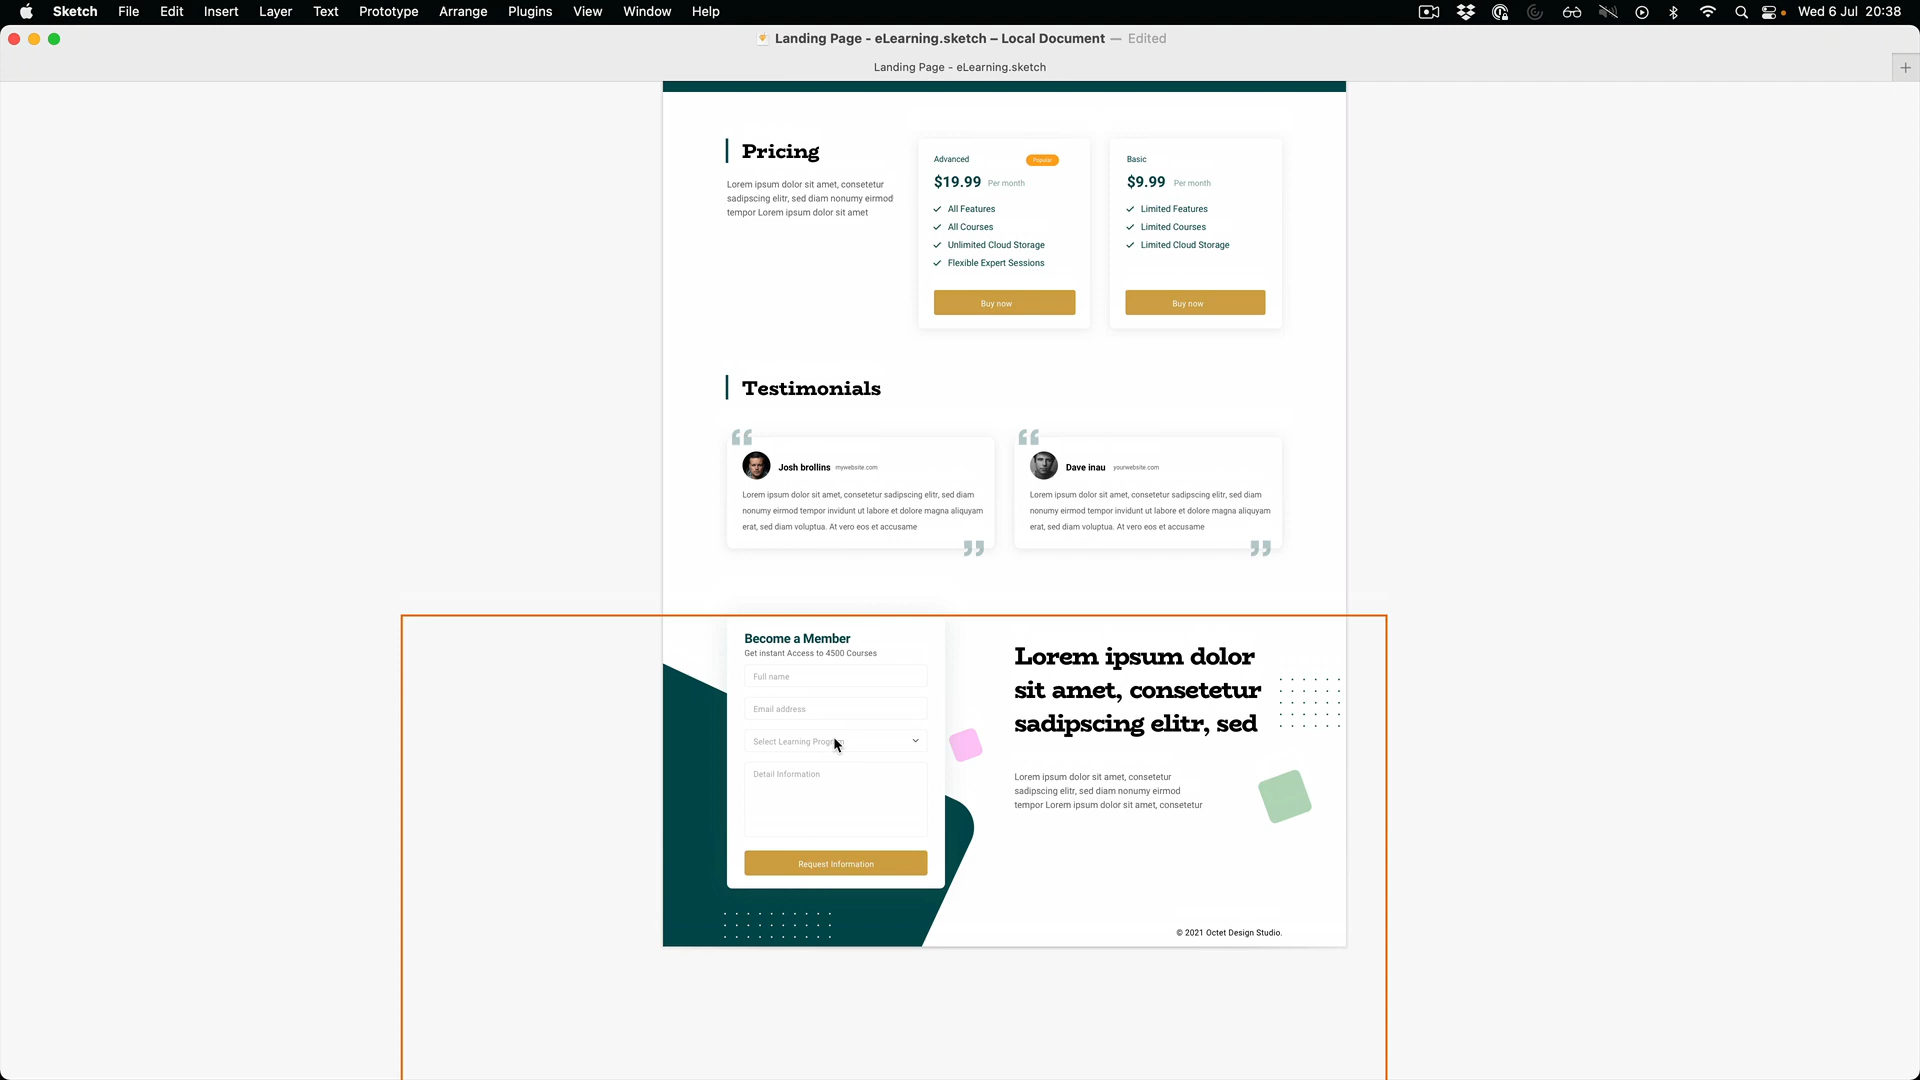 Sketch File Edit Insert Layer Text Prototype Arrange Plugins View Window Help Wed 6 Jul 20:38
Landing Page - eLearning.sketch – Local Document — Edited
Landing Page - eLearning.sketch
Pricing
Lorem ipsum dolor sit amet, consetetur
sadipscing elitr, sed diam nonumy eirmod
tempor Lorem ipsum dolor sit amet
Advanced Popular
$19.99 Per month
All Features
All Courses
Unlimited Cloud Storage
Flexible Expert Sessions
Buy now
Basic
$9.99 Per month
Limited Features
Limited Courses
Limited Cloud Storage
Buy now
Testimonials
Josh brollins mywebsite.com
Lorem ipsum dolor sit amet, consetetur sadipscing elitr, sed diam
nonumy eirmod tempor invidunt ut labore et dolore magna aliquyam
erat, sed diam voluptua. At vero eos et accusame
Dave inau yourwebsite.com
Lorem ipsum dolor sit amet, consetetur sadipscing elitr, sed diam
nonumy eirmod tempor invidunt ut labore et dolore magna aliquyam
erat, sed diam voluptua. At vero eos et accusame
Become a Member
Get instant Access to 4500 Courses
Full name
Email address
Select Learning Program
Detail Information
Request Information
Lorem ipsum dolor
sit amet, consetetur
sadipscing elitr, sed
Lorem ipsum dolor sit amet, consetetur
sadipscing elitr, sed diam nonumy eirmod
tempor Lorem ipsum dolor sit amet, consetetur
© 2021 Octet Design Studio.